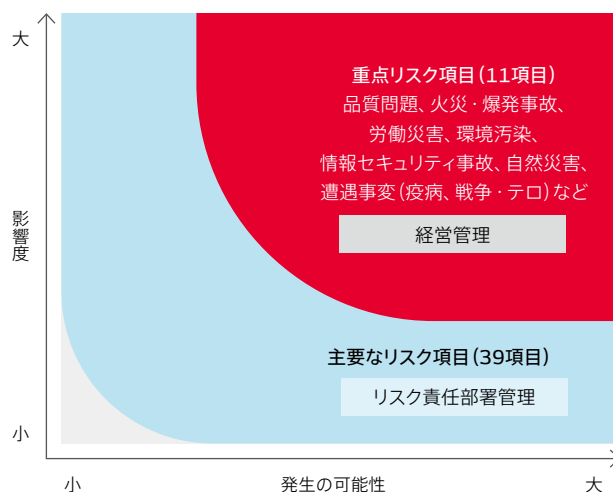 大
重点リスク項目(11項目)
品質問題、火災・爆発事故、
労働災害、環境汚染、
情報セキュリティ事故、自然災害、
遭遇事変(疫病、戦争・テロ)など
経営管理
影響度
主要なリスク項目(39項目)
リスク責任部署管理
小
小
発生の可能性
大